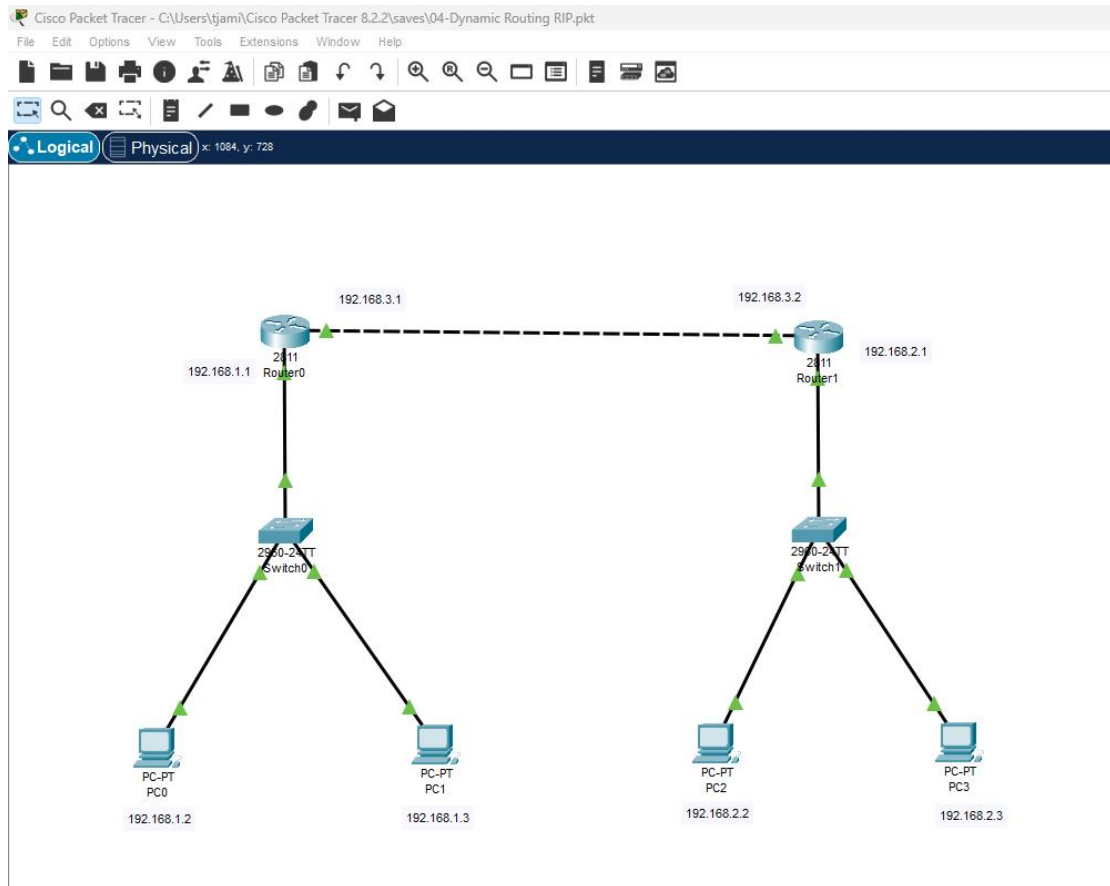 Cisco Packet Tracer - C:\Users\tjami\Cisco Packet Tracer 8.2.2\saves\04-Dynamic Routing RIP.pkt
File Edit Options View Tools Extensions Window Help
Logical Physical x: 1084, y: 728
192.168.3.1
192.168.3.2
2811
Router0
192.168.1.1
2811
Router1
192.168.2.1
2960-24TT
Switch0
2960-24TT
Switch1
PC-PT
PC0
192.168.1.2
PC-PT
PC1
192.168.1.3
PC-PT
PC2
192.168.2.2
PC-PT
PC3
192.168.2.3